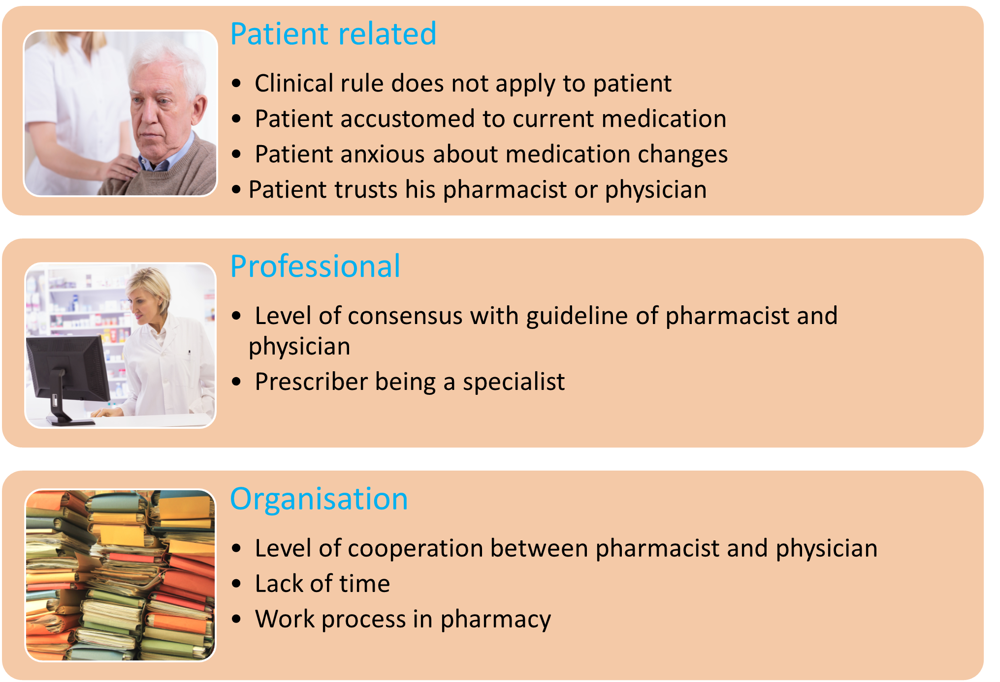 Patient related
• Clinical rule does not apply to patient
• Patient accustomed to current medication
• Patient anxious about medication changes
• Patient trusts his pharmacist or physician
Professional
• Level of consensus with guideline of pharmacist and
physician
• Prescriber being a specialist
Organisation
• Level of cooperation between pharmacist and physician
• Lack of time
• Work process in pharmacy